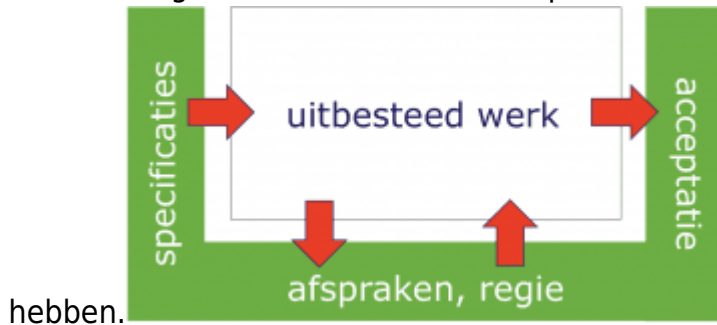 specificaties
uitbesteed werk
acceptatie
afspraken, regie
hebben.